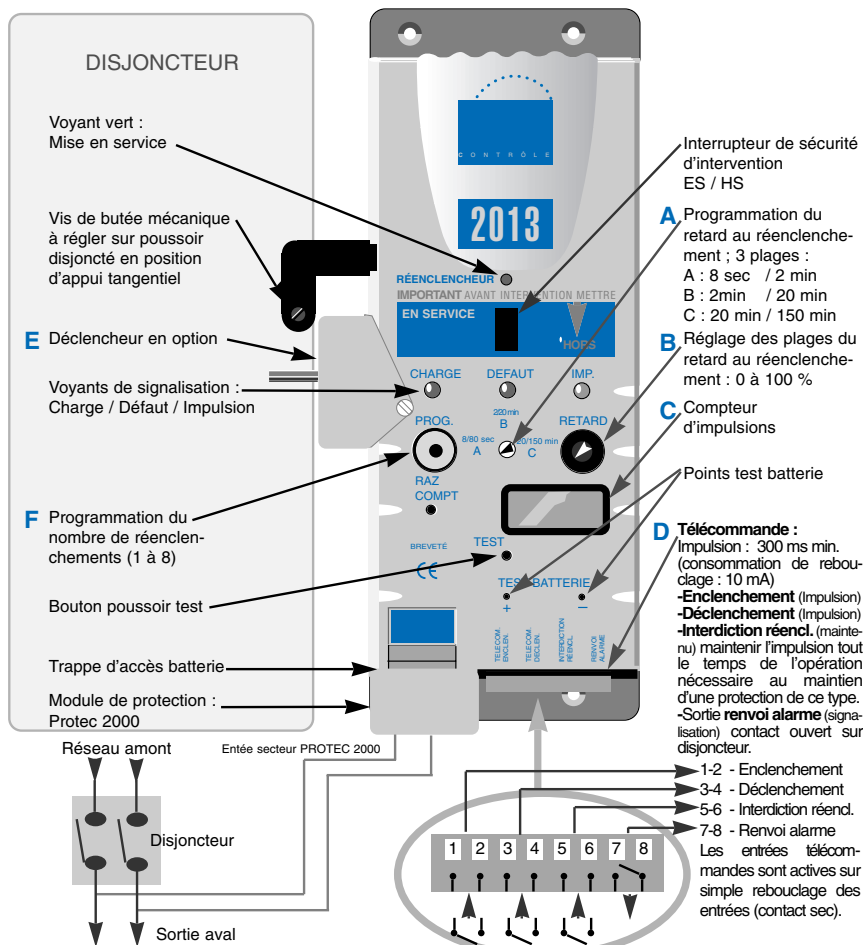 DISJONCTEUR
Voyant vert :
Mise en service
Vis de butée mécanique
à régler sur poussoir
disjoncté en position
d'appui tangentiel
E Déclencheur en option
Voyants de signalisation :
Charge / Défaut / Impulsion
F Programmation du
nombre de réenclen-
chements (1 à 8)
Bouton poussoir test
Trappe d'accès batterie
Module de protection :
Protec 2000
CONTRÔLE
2013
RÉENCLENCHEUR
IMPORTANT AVANT INTERVENTION METTRE
EN SERVICE
HORS
CHARGE
DEFAUT
IMP.
PROG.
2/20min
B
RETARD
8/80 sec
A
20/150 min
C
RAZ
COMPT
BREVETÉ
CE
TEST
TEST BATTERIE
+
–
TELECOM.
ENCLEN.
TELECOM.
DECLEN.
INTERDICTION
RÉENCL.
RENVOI
ALARME
Interrupteur de sécurité
d'intervention
ES / HS
A Programmation du
retard au réenclenche-
ment ; 3 plages :
A : 8 sec / 2 min
B : 2min / 20 min
C : 20 min / 150 min
B Réglage des plages du
retard au réenclenche-
ment : 0 à 100 %
C Compteur
d'impulsions
Points test batterie
D Télécommande :
Impulsion : 300 ms min.
(consommation de rebou-
clage : 10 mA)
-Enclenchement (Impulsion)
-Déclenchement (Impulsion)
-Interdiction réencl. (mainte-
nu) maintenir l'impulsion tout
le temps de l'opération
nécessaire au maintien
d'une protection de ce type.
-Sortie renvoi alarme (signa-
lisation) contact ouvert sur
disjoncteur.
1-2 - Enclenchement
3-4 - Déclenchement
5-6 - Interdiction réencl.
7-8 - Renvoi alarme
Les entrées télécom-
mandes sont actives sur
simple rebouclage des
entrées (contact sec).
Réseau amont
Entée secteur PROTEC 2000
Disjoncteur
Sortie aval
1 2 3 4 5 6 7 8